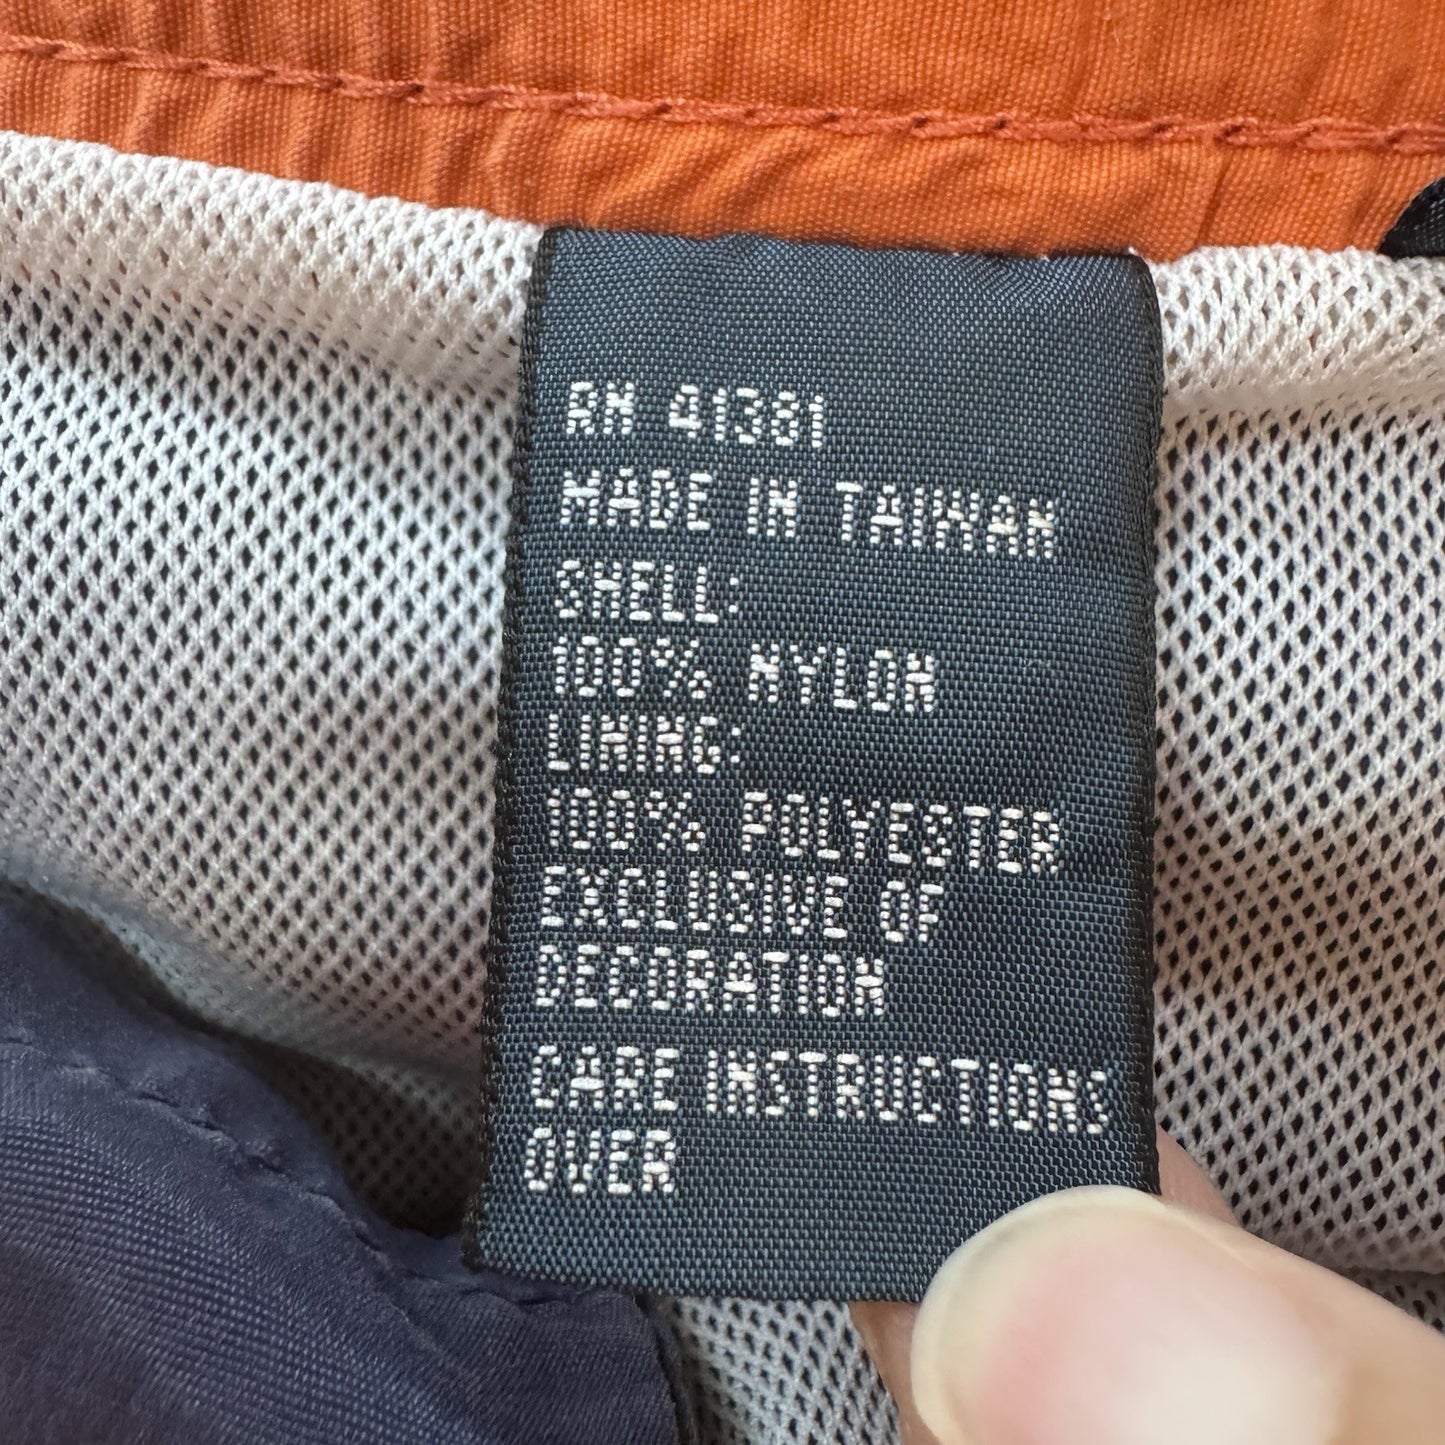 RN 41381
MADE IN TAIWAN
SHELL:
100% NYLON
LINING:
100% POLYESTER
EXCLUSIVE OF
DECORATION
CARE INSTRUCTIONS
OVER